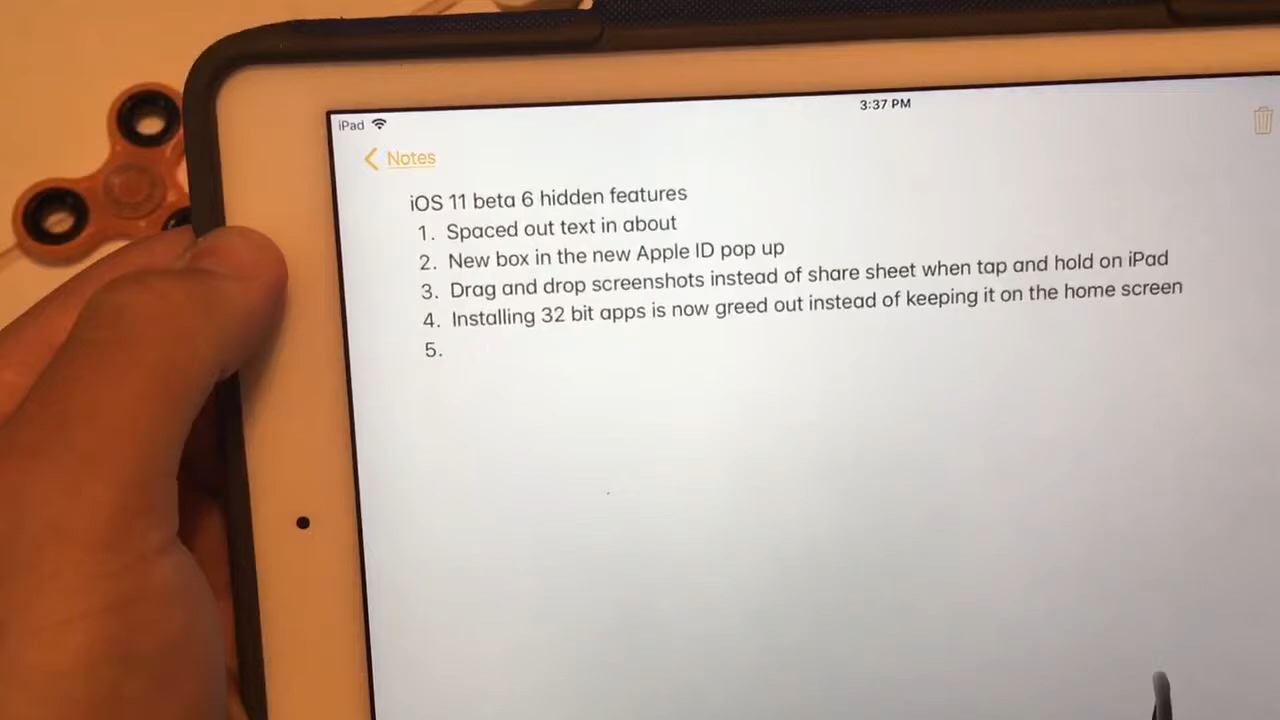 iPad
3:37 PM
Notes
iOS 11 beta 6 hidden features
1. Spaced out text in about
2. New box in the new Apple ID pop up
3. Drag and drop screenshots instead of share sheet when tap and hold on iPad
4. Installing 32 bit apps is now greed out instead of keeping it on the home screen
5.